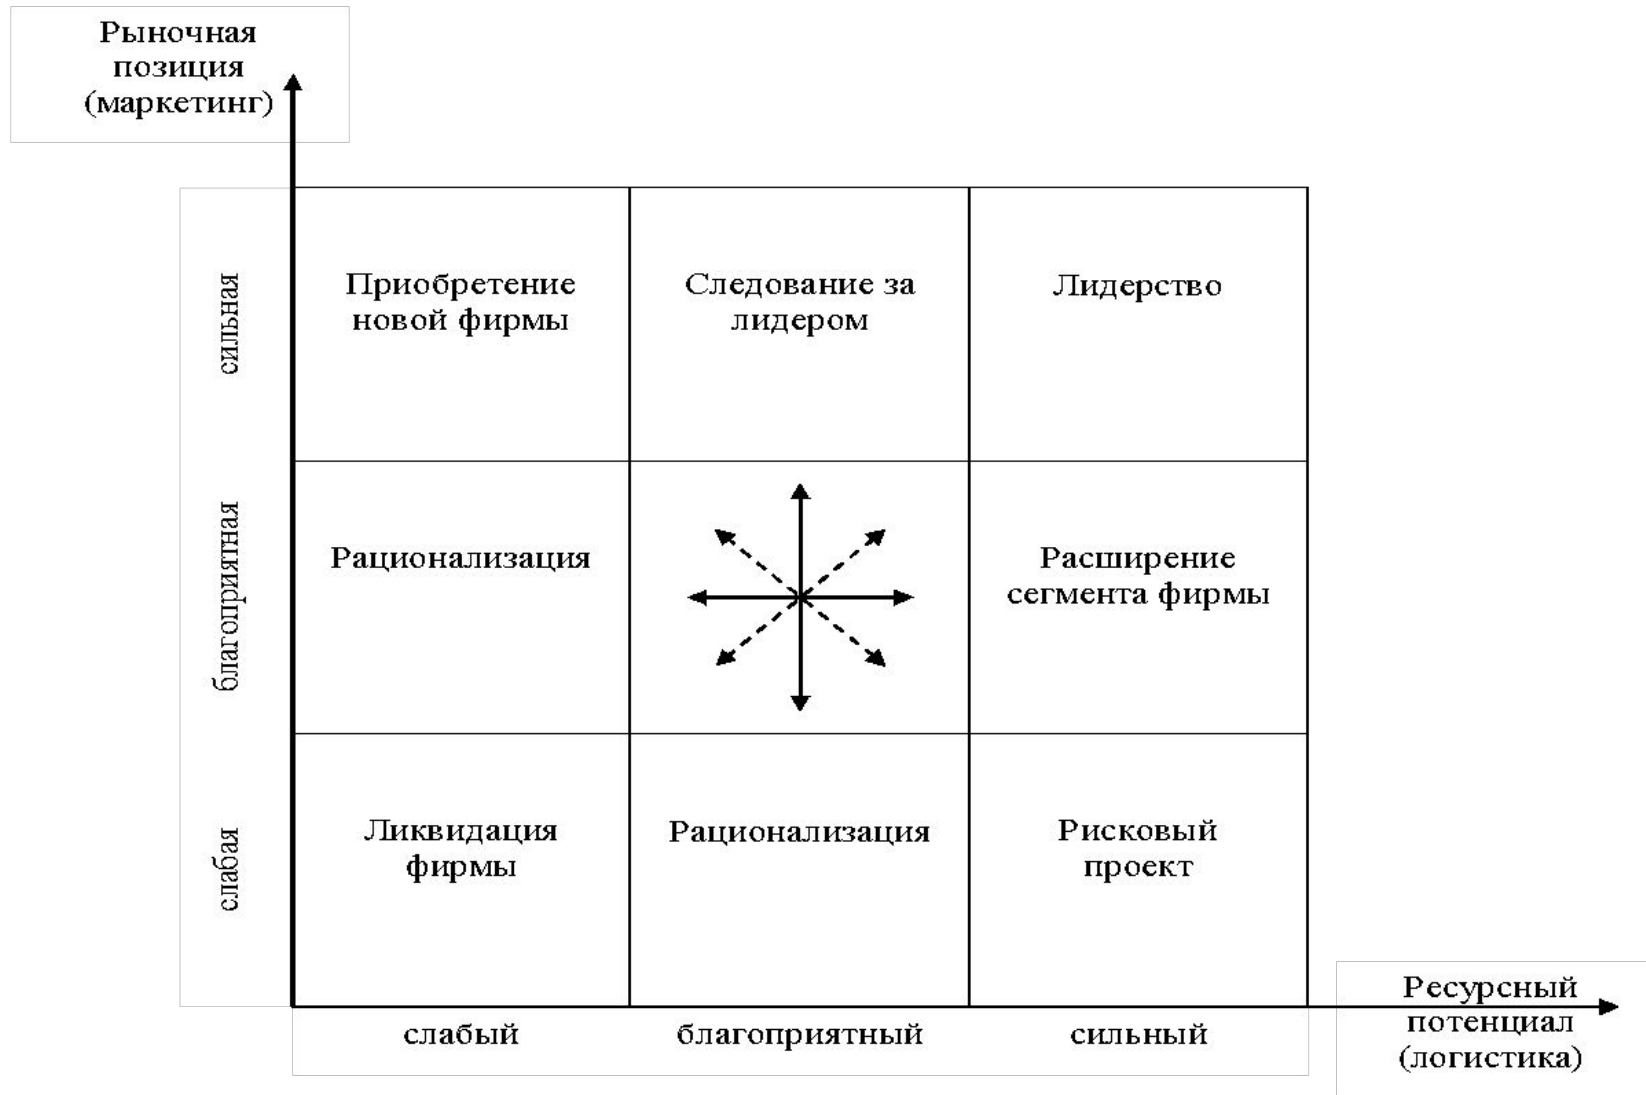 Рыночная
позиция
(маркетинг)
сильная
Приобретение
новой фирмы
Следование за
лидером
Лидерство
благоприятная
Рационализация
Расширение
сегмента фирмы
слабая
Ликвидация
фирмы
Рационализация
Рисковый
проект
слабый
благоприятный
сильный
Ресурсный
потенциал
(логистика)